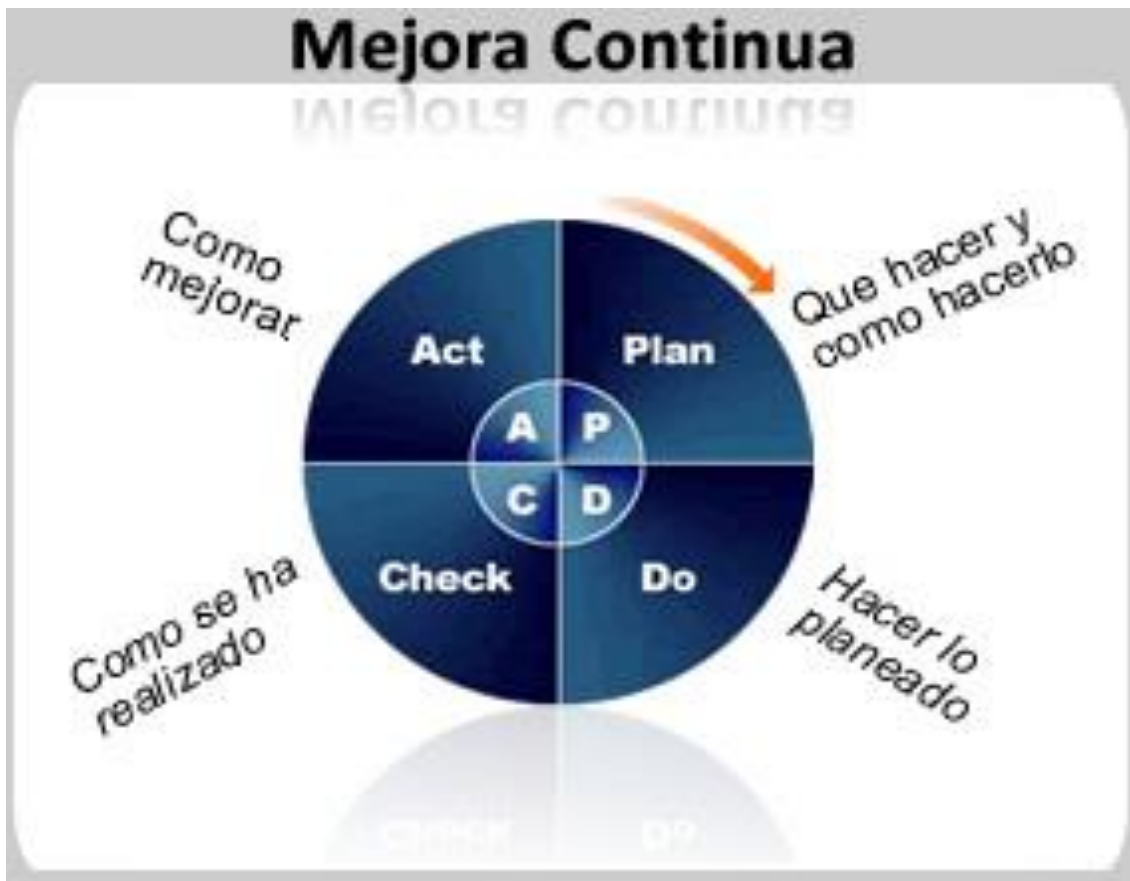 Mejora Continua
Como
mejorar
Que hacer y
como hacerlo
Act
Plan
A
P
C
D
Check
Do
Como se ha
realizado
Hacer lo
planeado